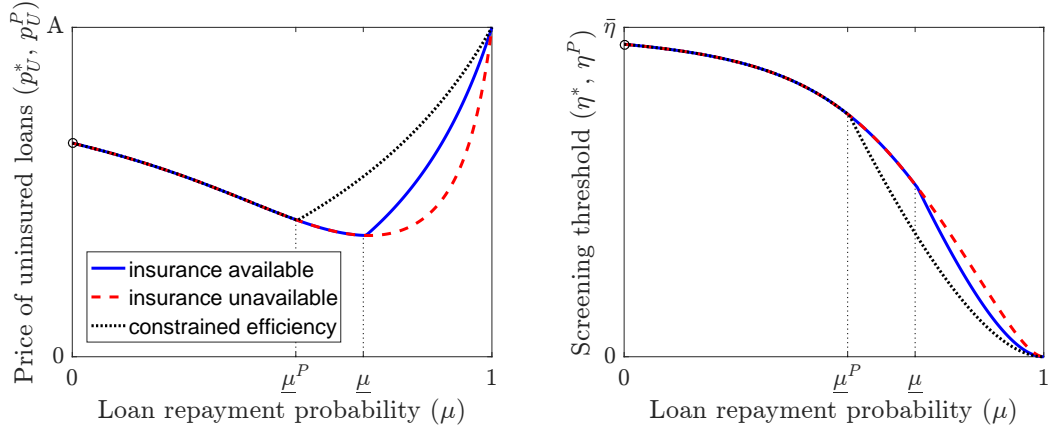 Price of uninsured loans (p*_U, p^P_U)
A
0
insurance available
insurance unavailable
constrained efficiency
0
μ̲^P
μ̲
1
Loan repayment probability (μ)
Screening threshold (η*, η^P)
η̄
0
0
μ̲^P
μ̲
1
Loan repayment probability (μ)